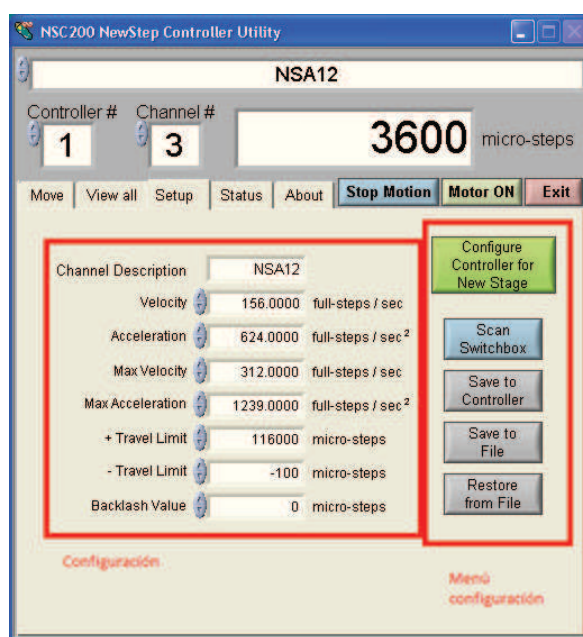 NSC200 NewStep Controller Utility
NSA12
Controller # Channel #
1 3 3600 micro-steps
Move View all Setup Status About Stop Motion Motor ON Exit
Channel Description NSA12
Velocity 156.0000 full-steps / sec
Acceleration 624.0000 full-steps / sec²
Max Velocity 312.0000 full-steps / sec
Max Acceleration 1239.0000 full-steps / sec²
+ Travel Limit 116000 micro-steps
- Travel Limit -100 micro-steps
Backlash Value 0 micro-steps
Configuración
Configure
Controller for
New Stage
Scan
Switchbox
Save to
Controller
Save to
File
Restore
from File
Menú
configuración